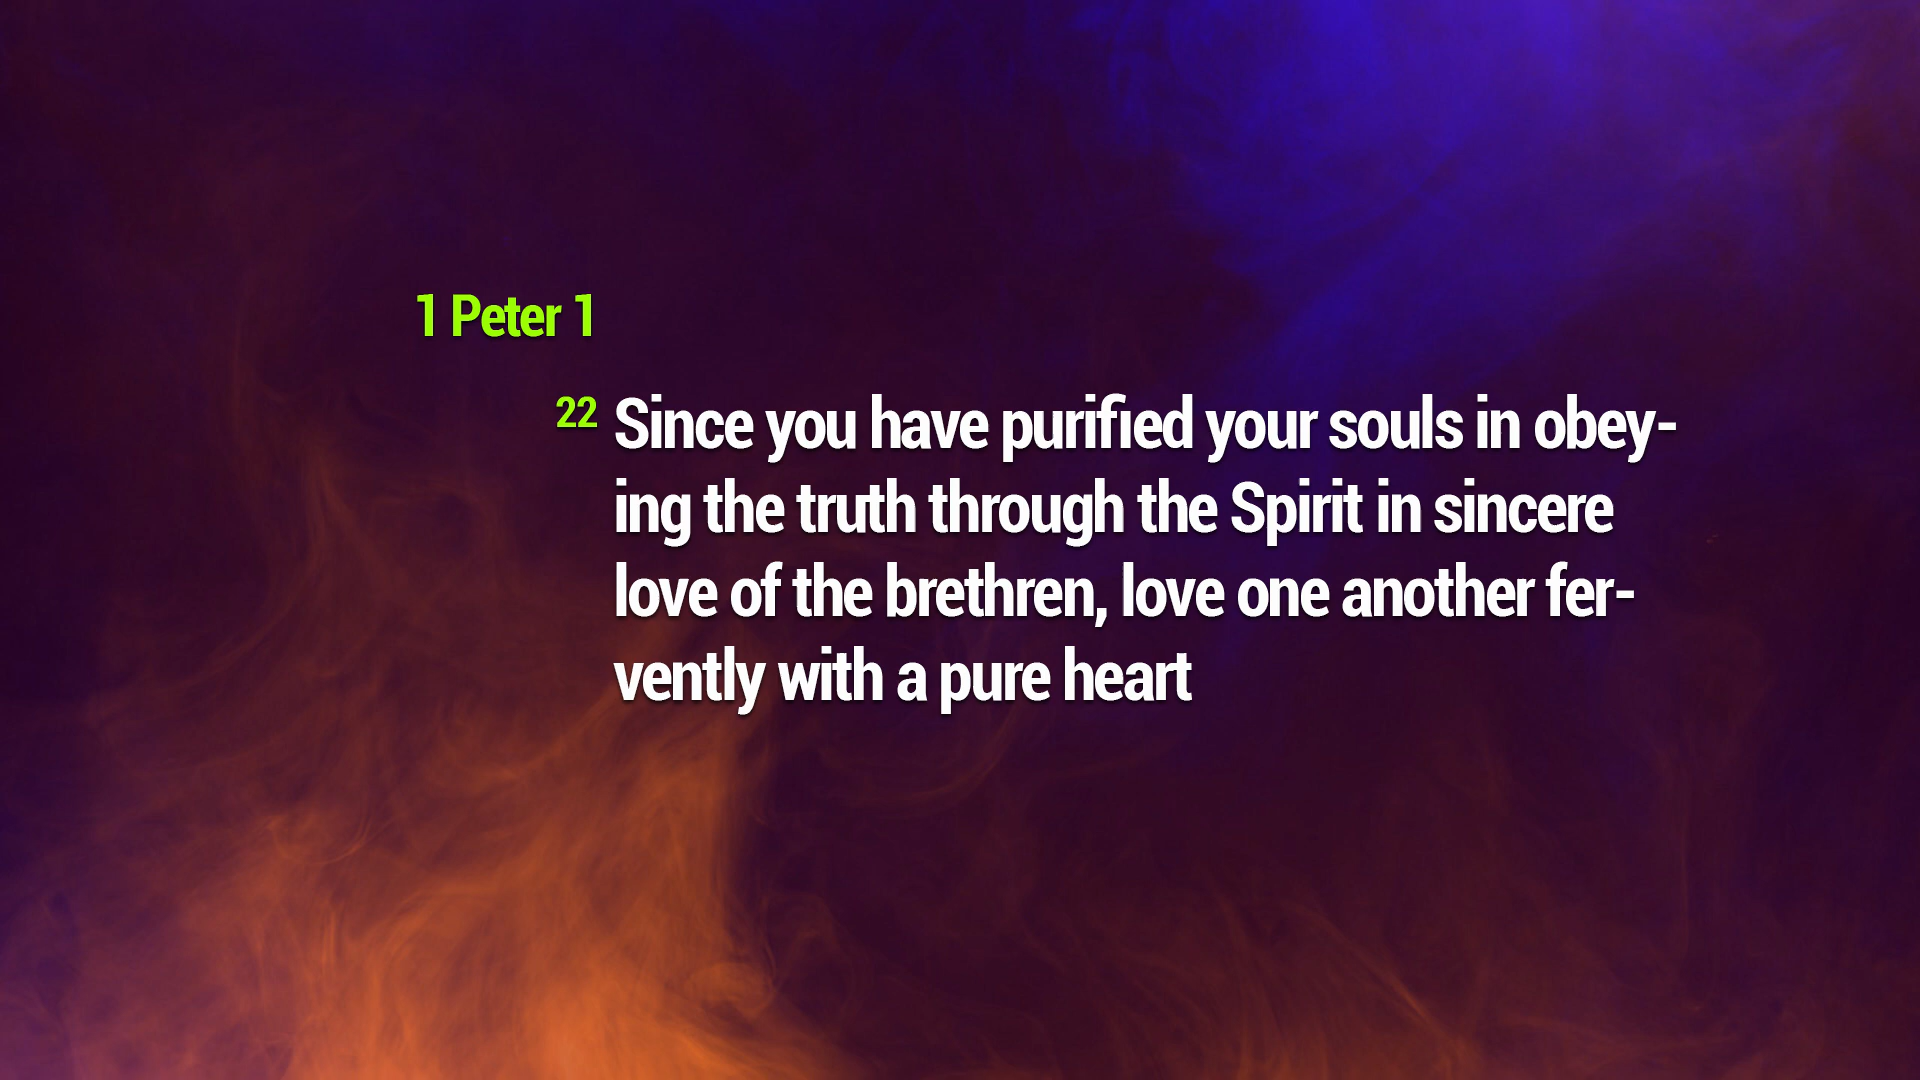 1 Peter 1
22 Since you have purified your souls in obey-
ing the truth through the Spirit in sincere
love of the brethren, love one another fer-
vently with a pure heart